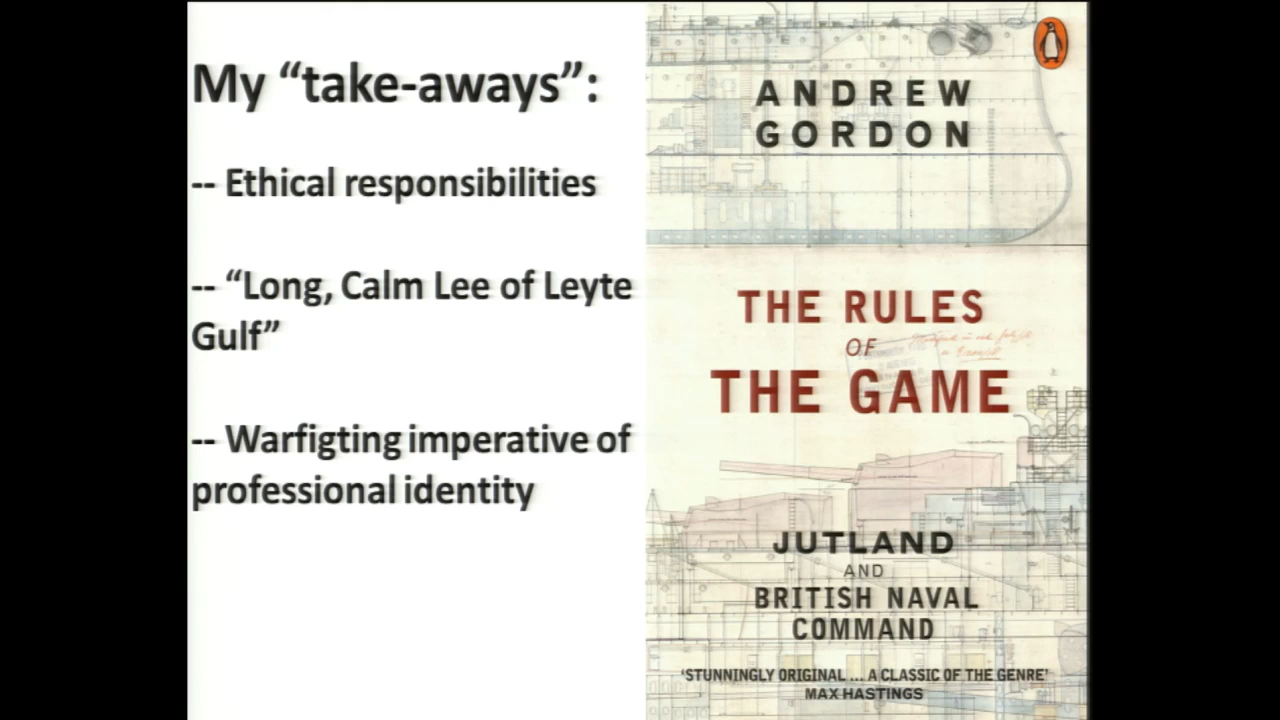 My “take-aways”:
-- Ethical responsibilities
-- “Long, Calm Lee of Leyte
Gulf”
-- Warfigting imperative of
professional identity
ANDREW
GORDON
THE RULES
OF
THE GAME
JUTLAND
AND
BRITISH NAVAL
COMMAND
‘STUNNINGLY ORIGINAL ... A CLASSIC OF THE GENRE’
MAX HASTINGS